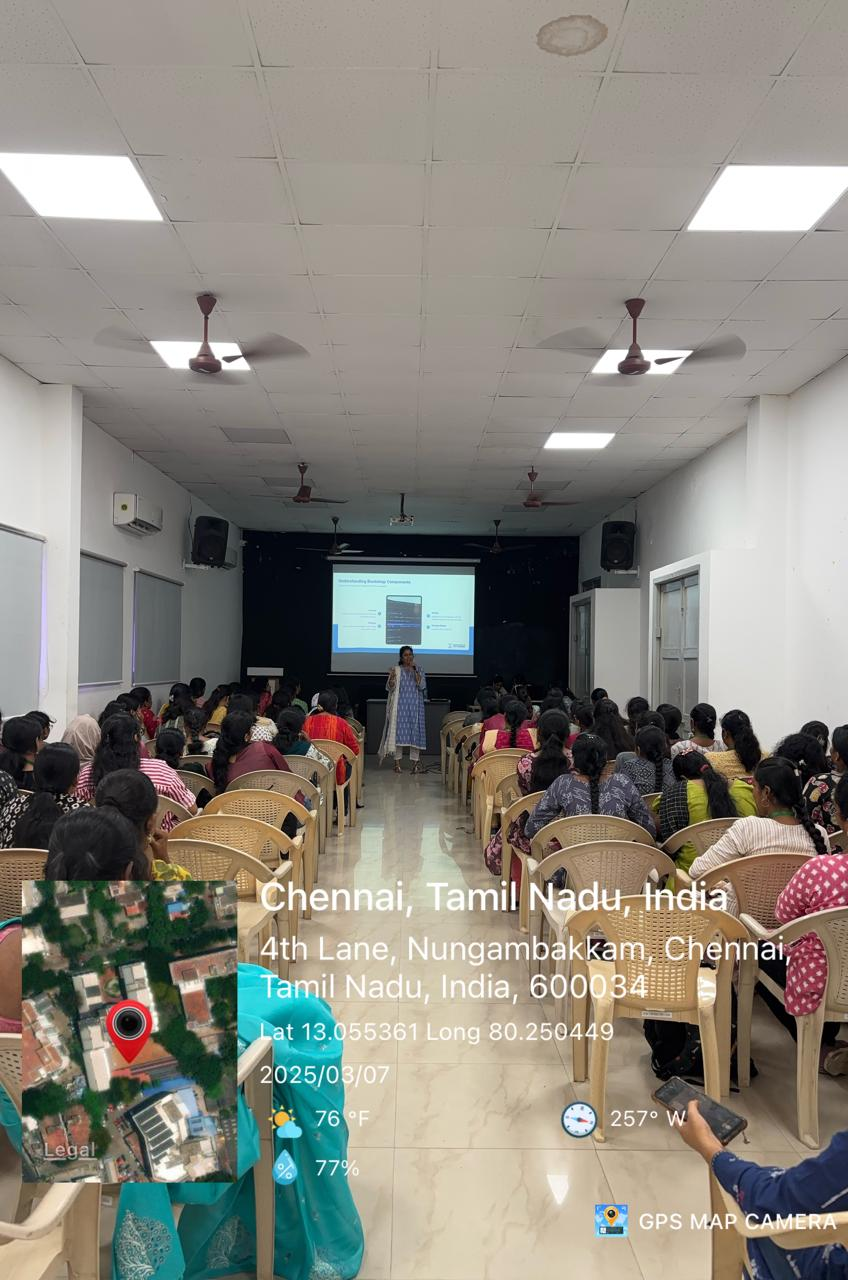 Understanding Bootstrap Components
Chennai, Tamil Nadu, India
4th Lane, Nungambakkam, Chennai,
Tamil Nadu, India, 600034
Lat 13.055361 Long 80.250449
2025/03/07
76 °F
257° W
77%
Legal
GPS MAP CAMERA